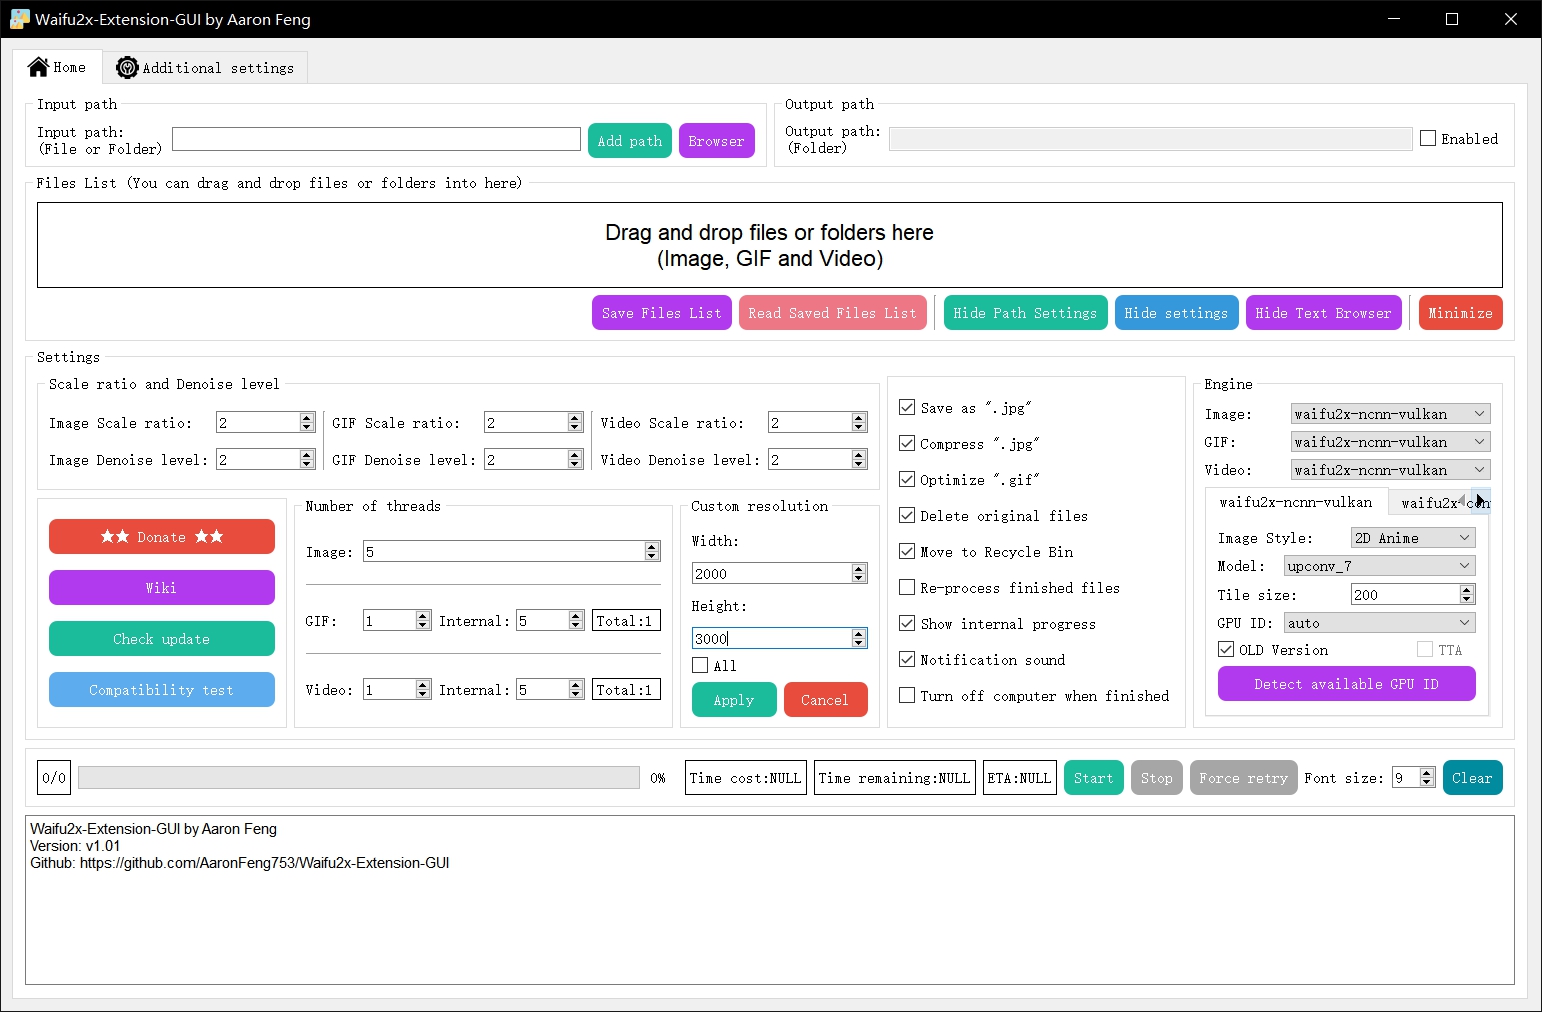 Waifu2x-Extension-GUI by Aaron Feng
Home
Additional settings
Input path
Input path:
(File or Folder)
Add path
Browser
Output path
Output path:
(Folder)
Enabled
Files List (You can drag and drop files or folders into here)
Drag and drop files or folders here
(Image, GIF and Video)
Save Files List
Read Saved Files List
Hide Path Settings
Hide settings
Hide Text Browser
Minimize
Settings
Scale ratio and Denoise level
Image Scale ratio: 2
GIF Scale ratio: 2
Video Scale ratio: 2
Image Denoise level: 2
GIF Denoise level: 2
Video Denoise level: 2
★★ Donate ★★
Wiki
Check update
Compatibility test
Number of threads
Image: 5
GIF: 1 Internal: 5 Total:1
Video: 1 Internal: 5 Total:1
Custom resolution
Width:
2000
Height:
3000
All
Apply
Cancel
Save as ".jpg"
Compress ".jpg"
Optimize ".gif"
Delete original files
Move to Recycle Bin
Re-process finished files
Show internal progress
Notification sound
Turn off computer when finished
Engine
Image: waifu2x-ncnn-vulkan
GIF: waifu2x-ncnn-vulkan
Video: waifu2x-ncnn-vulkan
waifu2x-ncnn-vulkan
waifu2x-con
Image Style: 2D Anime
Model: upconv_7
Tile size: 200
GPU ID: auto
OLD Version
TTA
Detect available GPU ID
0/0
0%
Time cost:NULL
Time remaining:NULL
ETA:NULL
Start
Stop
Force retry
Font size: 9
Clear
Waifu2x-Extension-GUI by Aaron Feng
Version: v1.01
Github: https://github.com/AaronFeng753/Waifu2x-Extension-GUI